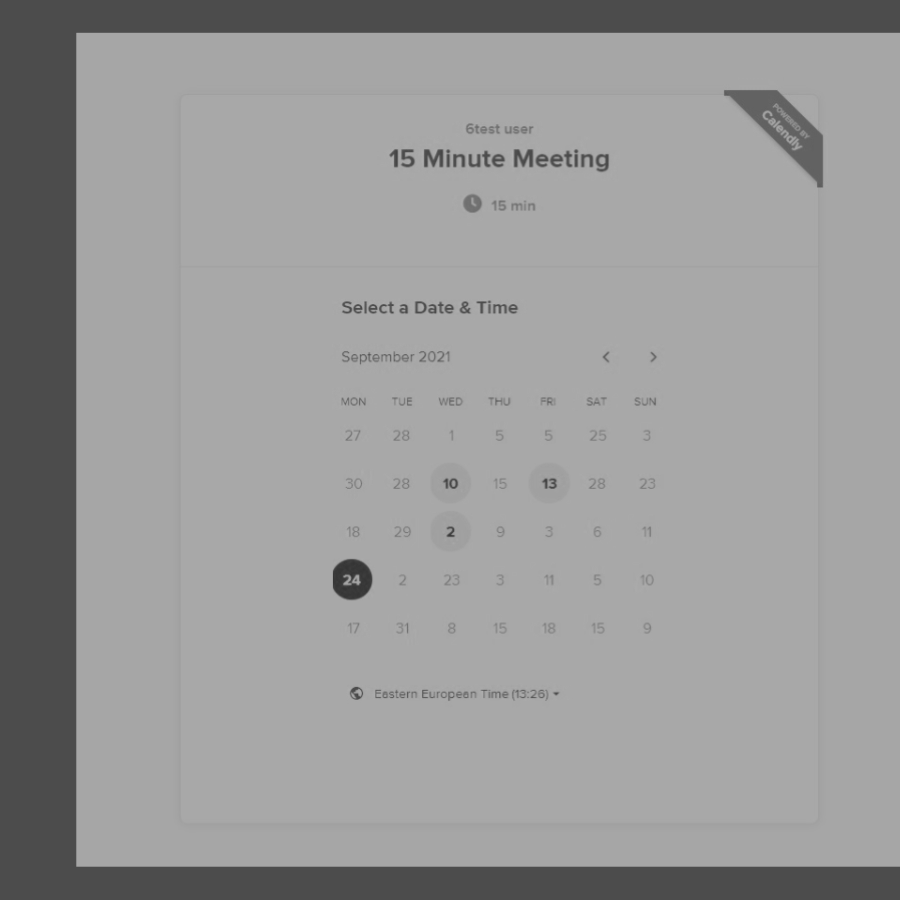 POWERED BY
Calendly
6test user
15 Minute Meeting
15 min
Select a Date & Time
September 2021
MON TUE WED THU FRI SAT SUN
27 28 1 5 5 25 3
30 28 10 15 13 28 23
18 29 2 9 3 6 11
24 2 23 3 11 5 10
17 31 8 15 18 15 9
Eastern European Time (13:26)